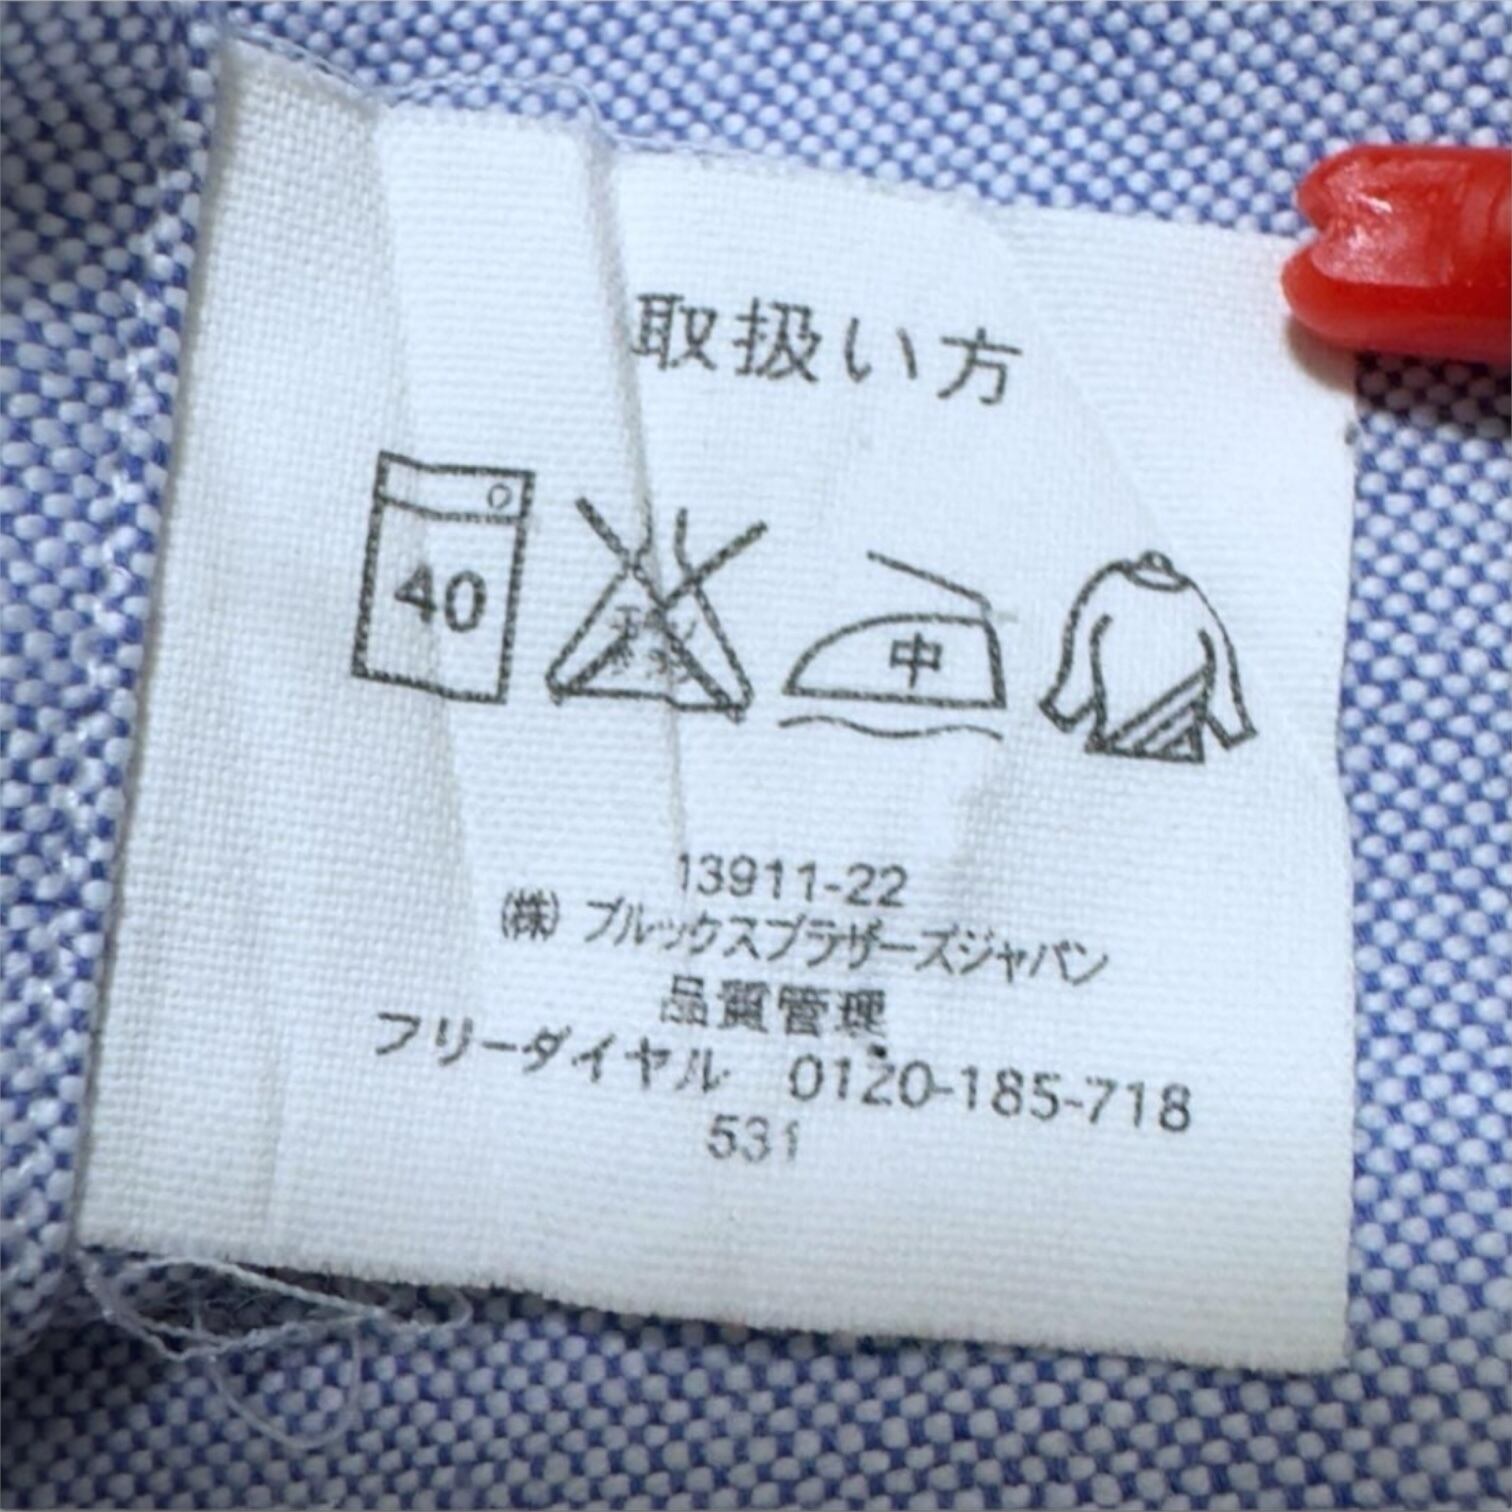 取扱い方
40 中
13911-22
㈱ ブルックスブラザーズジャパン
品質管理
フリーダイヤル 0120-185-718
531